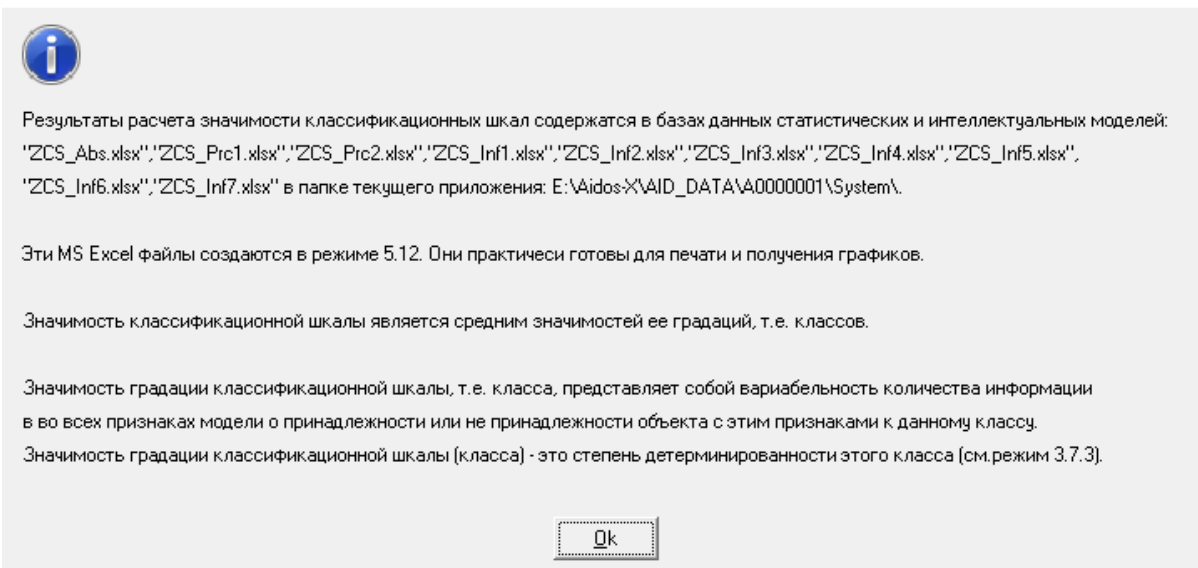 Результаты расчета значимости классификационных шкал содержатся в базах данных статистических и интеллектуальных моделей:
"ZCS_Abs.xlsx","ZCS_Prc1.xlsx","ZCS_Prc2.xlsx","ZCS_Inf1.xlsx","ZCS_Inf2.xlsx","ZCS_Inf3.xlsx","ZCS_Inf4.xlsx","ZCS_Inf5.xlsx",
"ZCS_Inf6.xlsx","ZCS_Inf7.xlsx" в папке текущего приложения: E:\Aidos-X\AID_DATA\A0000001\System\.
Эти MS Excel файлы создаются в режиме 5.12. Они практичеси готовы для печати и получения графиков.
Значимость классификационной шкалы является средним значимостей ее градаций, т.е. классов.
Значимость градации классификационной шкалы, т.е. класса, представляет собой вариабельность количества информации
в во всех признаках модели о принадлежности или не принадлежности объекта с этим признаками к данному классу.
Значимость градации классификационной шкалы (класса) - это степень детерминированности этого класса (см.режим 3.7.3).
Ok